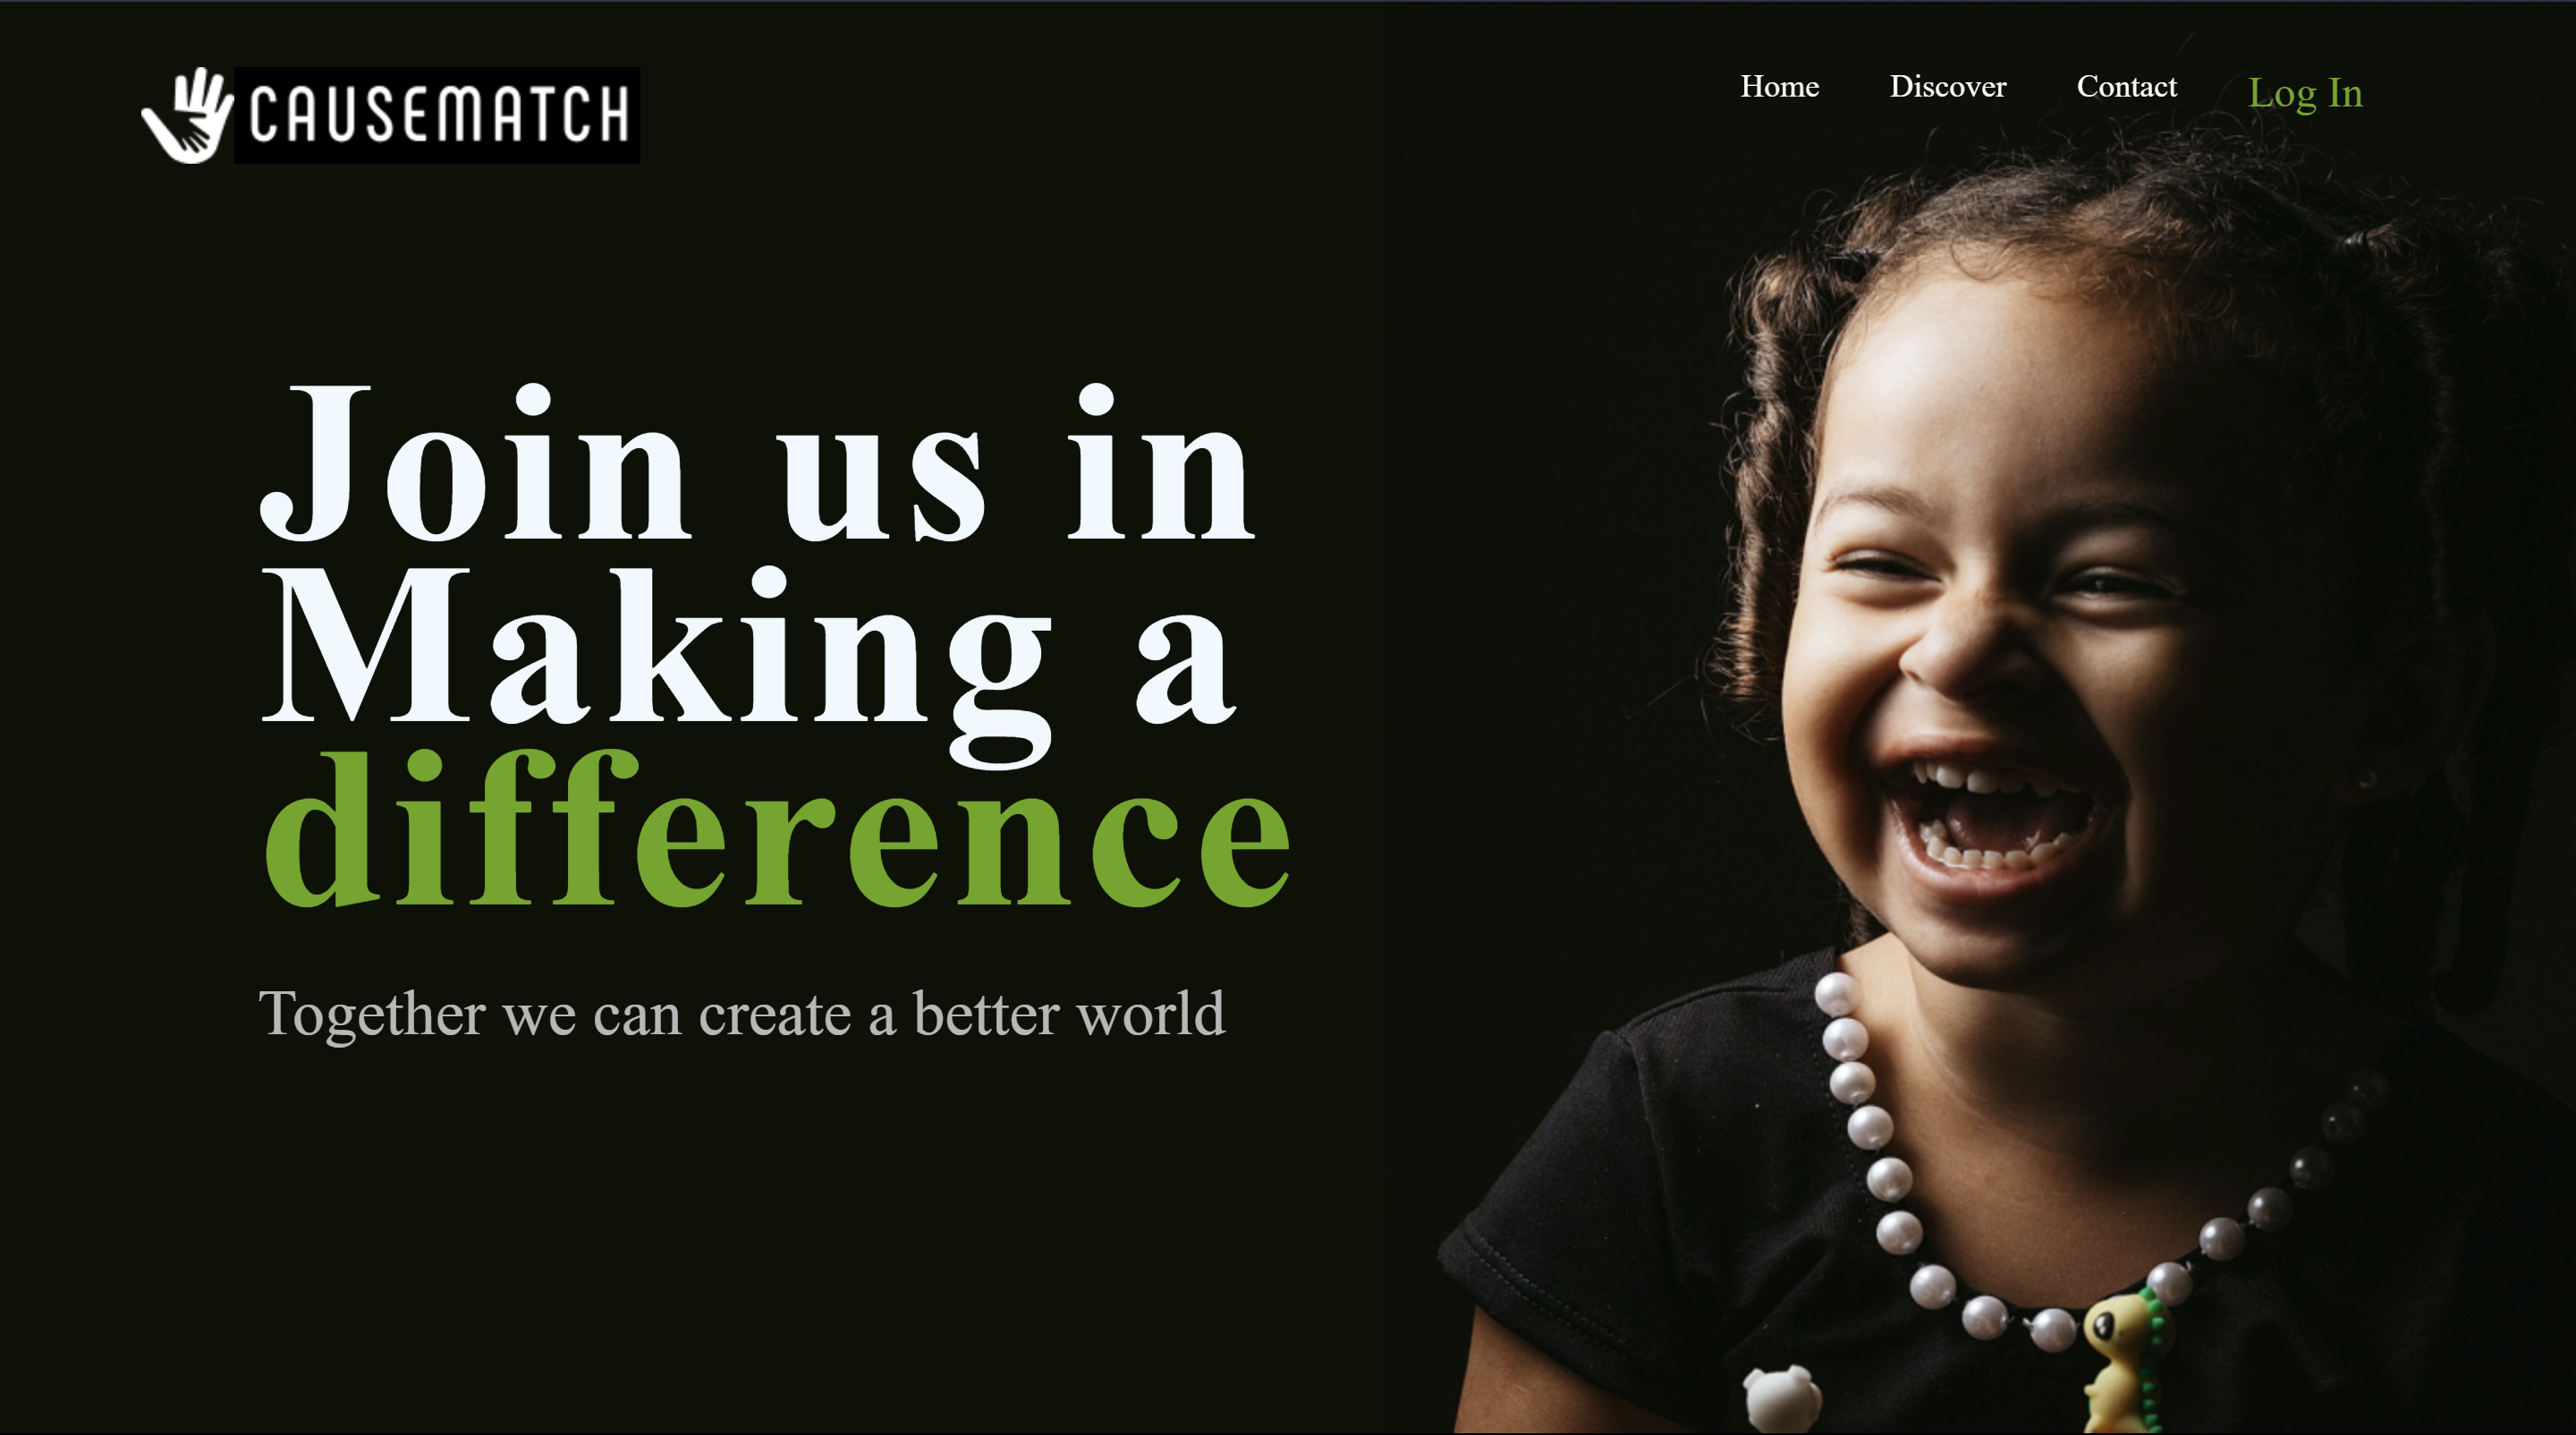 CAUSEMATCH
Home Discover Contact Log In
Join us in
Making a
difference
Together we can create a better world